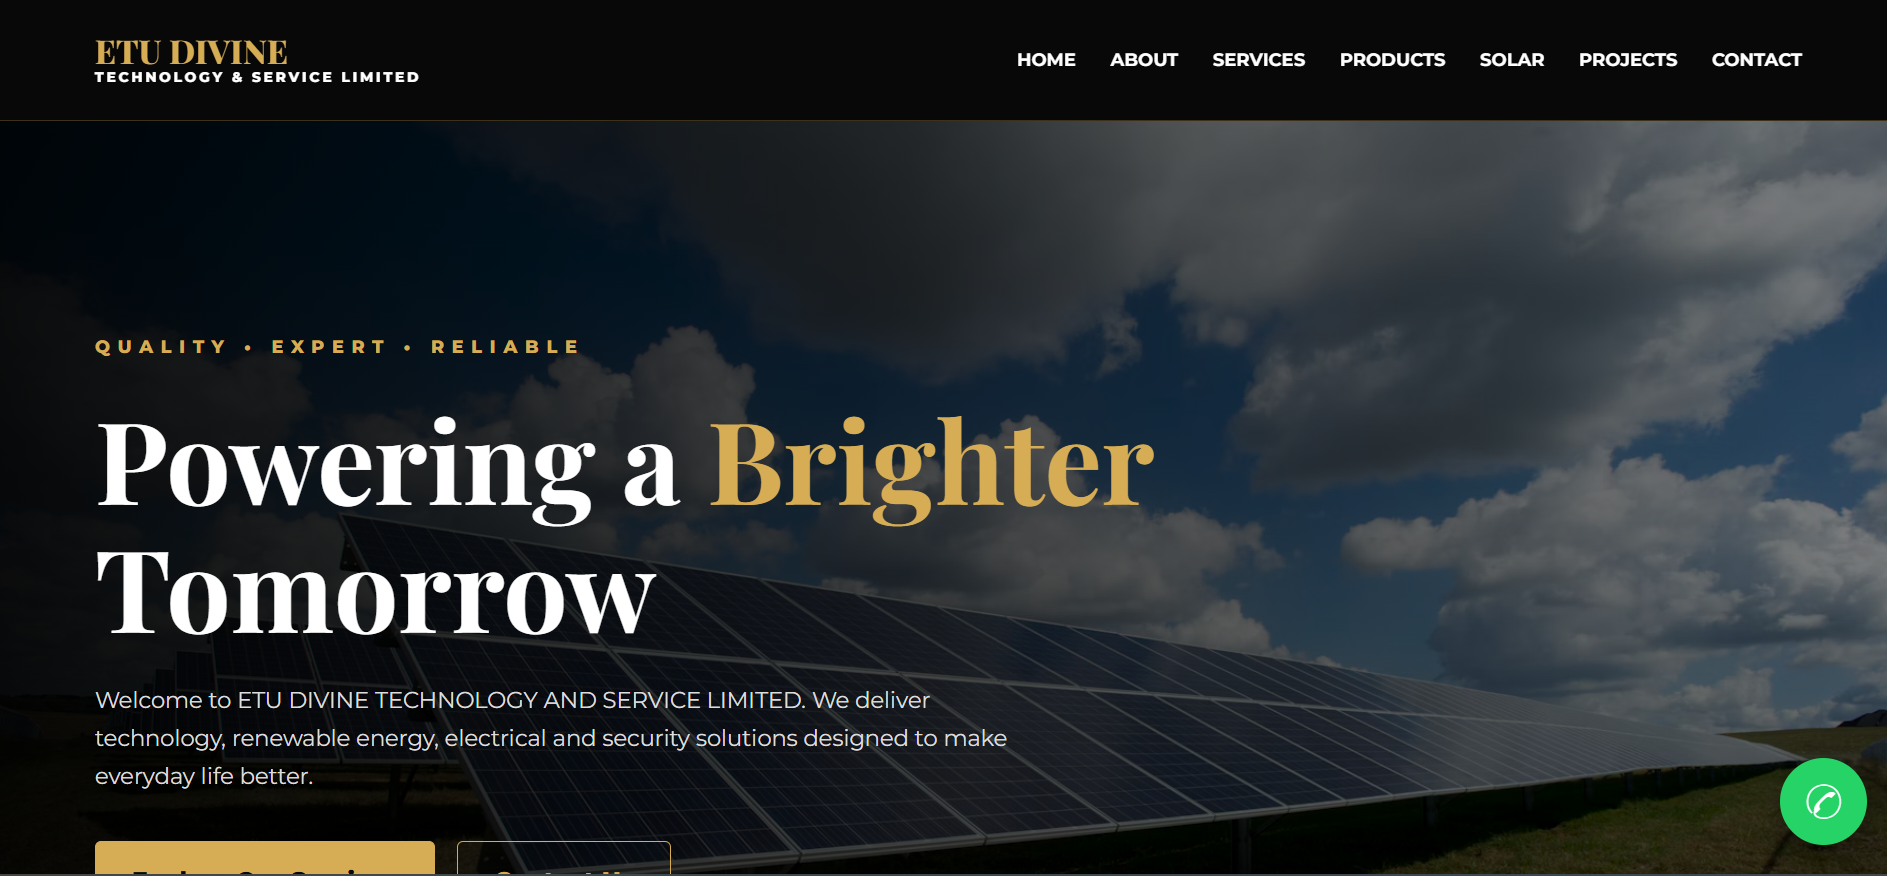 ETU DIVINE
TECHNOLOGY & SERVICE LIMITED
HOME ABOUT SERVICES PRODUCTS SOLAR PROJECTS CONTACT
QUALITY • EXPERT • RELIABLE
Powering a Brighter
Tomorrow
Welcome to ETU DIVINE TECHNOLOGY AND SERVICE LIMITED. We deliver
technology, renewable energy, electrical and security solutions designed to make
everyday life better.